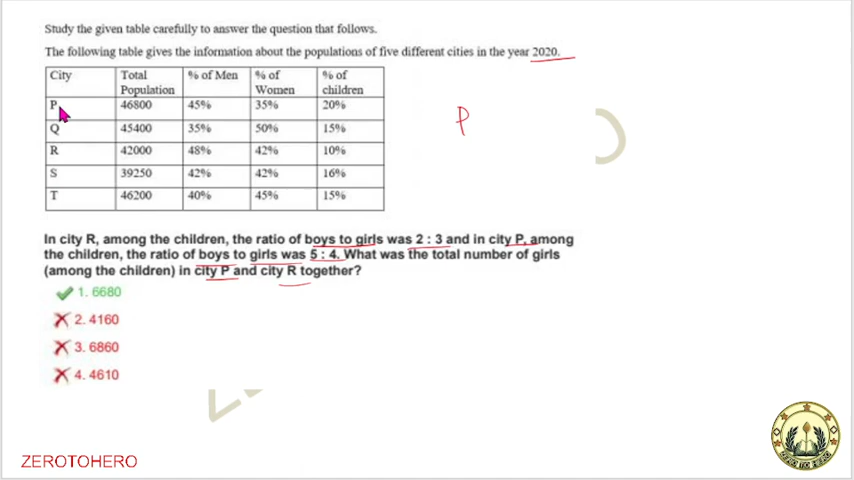 Study the given table carefully to answer the question that follows.
The following table gives the information about the populations of five different cities in the year 2020.
City Total Population % of Men % of Women % of children
P 46800 45% 35% 20%
Q 45400 35% 50% 15%
R 42000 48% 42% 10%
S 39250 42% 42% 16%
T 46200 40% 45% 15%
P
In city R, among the children, the ratio of boys to girls was 2 : 3 and in city P, among
the children, the ratio of boys to girls was 5 : 4. What was the total number of girls
(among the children) in city P and city R together?
1. 6680
2. 4160
3. 6860
4. 4610
ZEROTOHERO